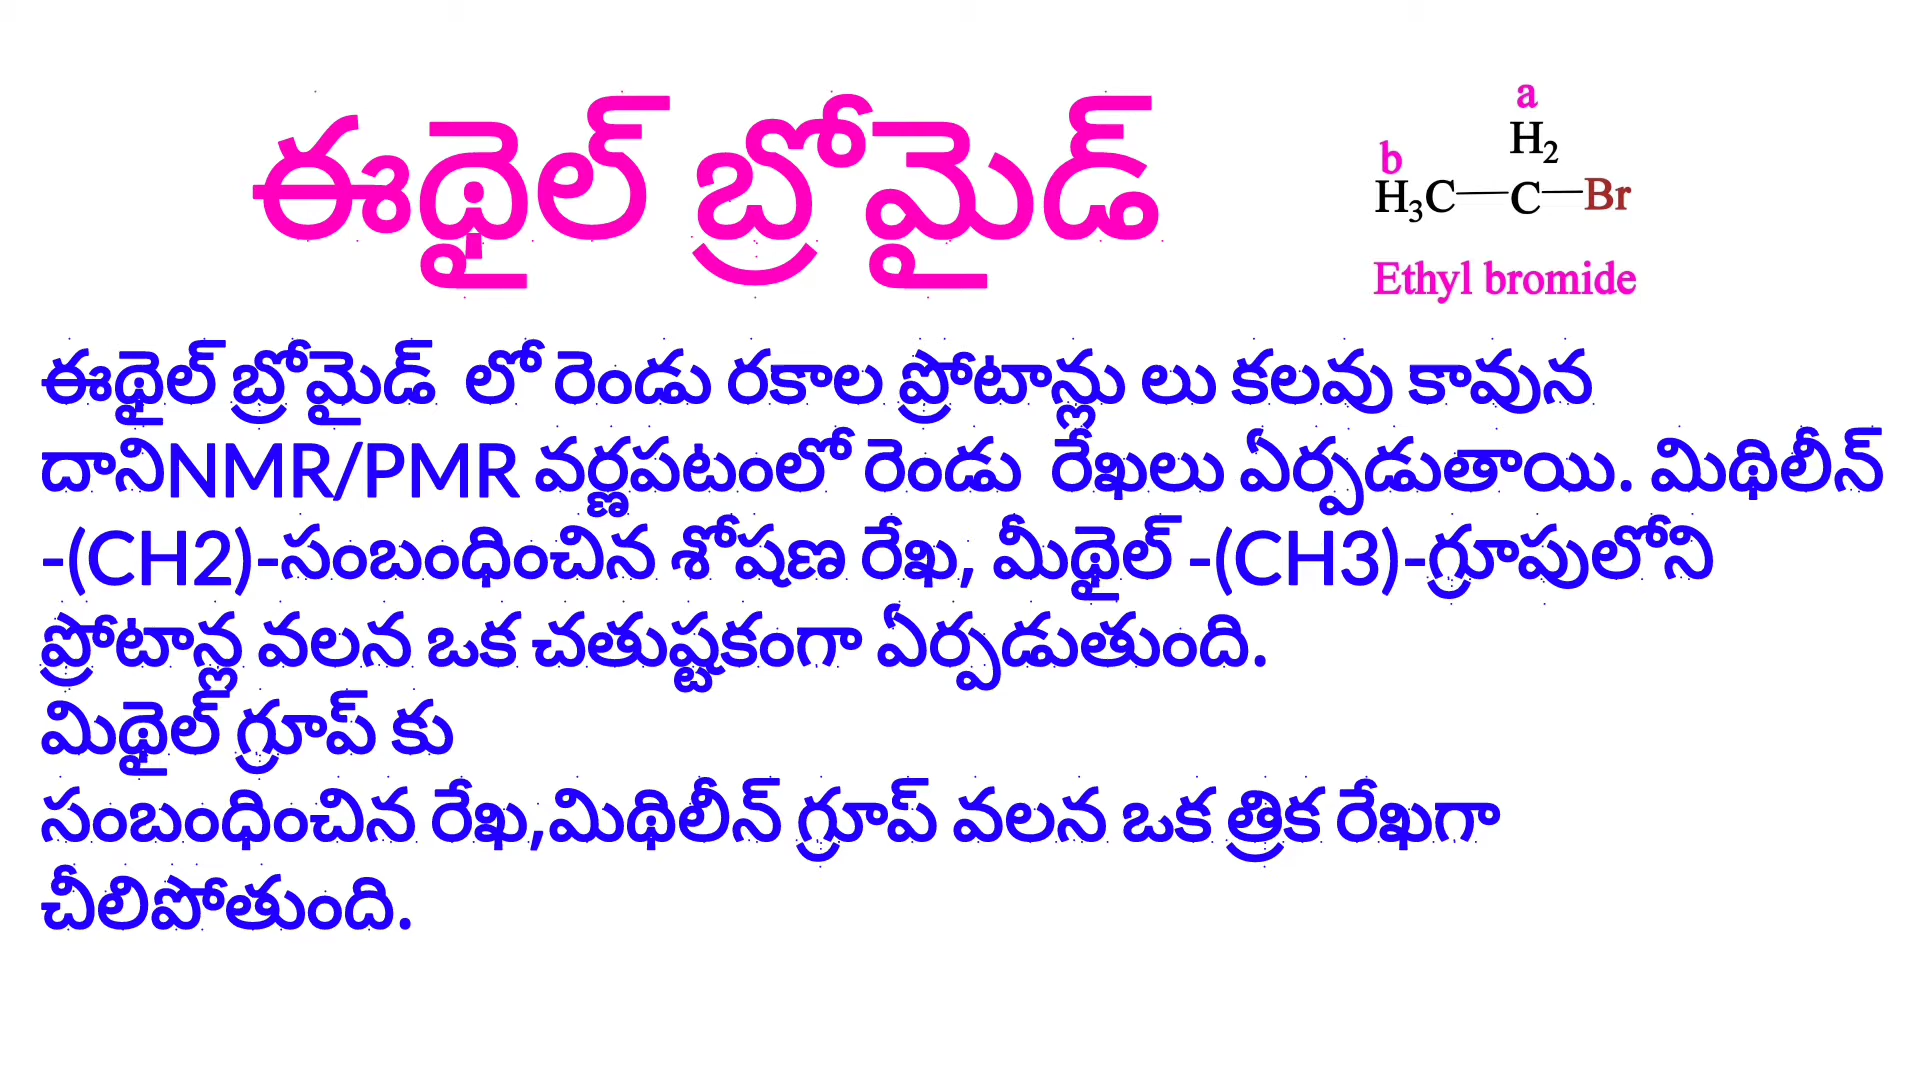 ఈథైల్ బ్రోమైడ్
a
H2
b
H3C—C—Br
Ethyl bromide
ఈథైల్ బ్రోమైడ్ లో రెండు రకాల ప్రోటాన్లు లు కలవు కావున
దానిNMR/PMR వర్ణపటంలో రెండు రేఖలు ఏర్పడుతాయి. మిథిలీన్
-(CH2)-సంబంధించిన శోషణ రేఖ, మీథైల్ -(CH3)-గ్రూపులోని
ప్రోటాన్ల వలన ఒక చతుష్టకంగా ఏర్పడుతుంది.
మిథైల్ గ్రూప్ కు
సంబంధించిన రేఖ,మిథిలీన్ గ్రూప్ వలన ఒక త్రిక రేఖగా
చీలిపోతుంది.